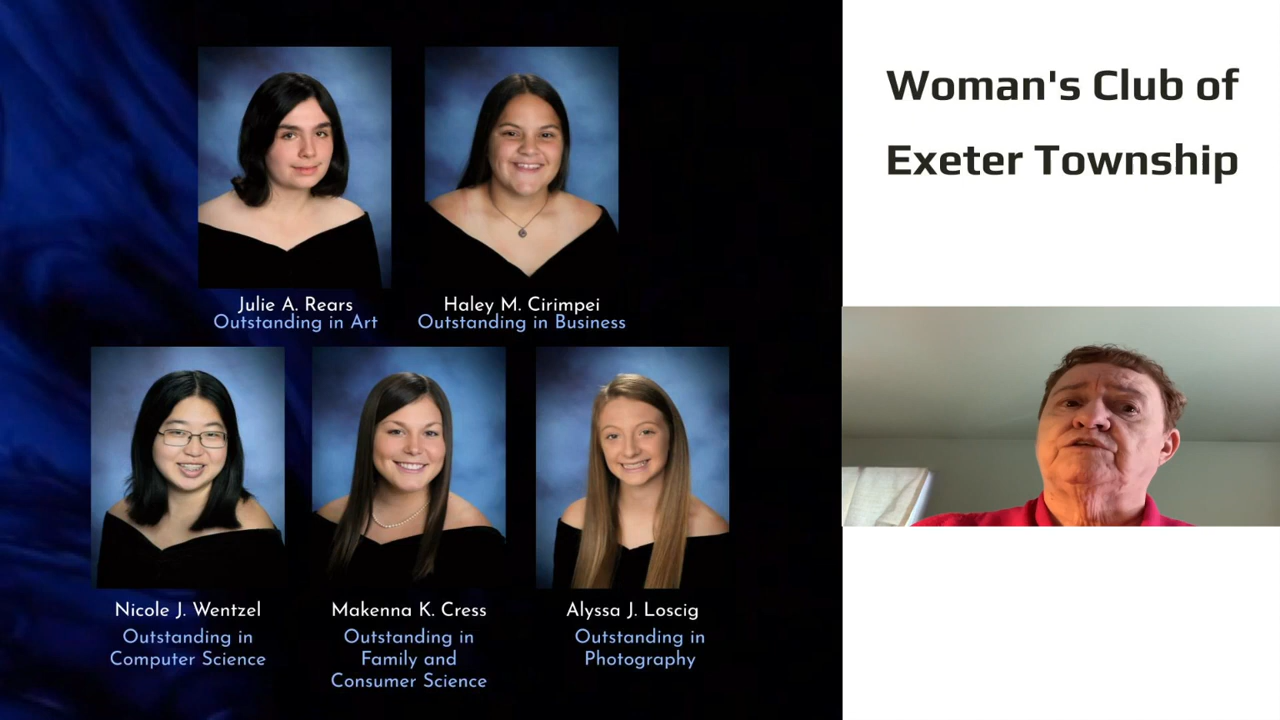 Woman's Club of
Exeter Township
Julie A. Rears
Outstanding in Art
Haley M. Cirimpei
Outstanding in Business
Nicole J. Wentzel
Outstanding in
Computer Science
Makenna K. Cress
Outstanding in
Family and
Consumer Science
Alyssa J. Loscig
Outstanding in
Photography